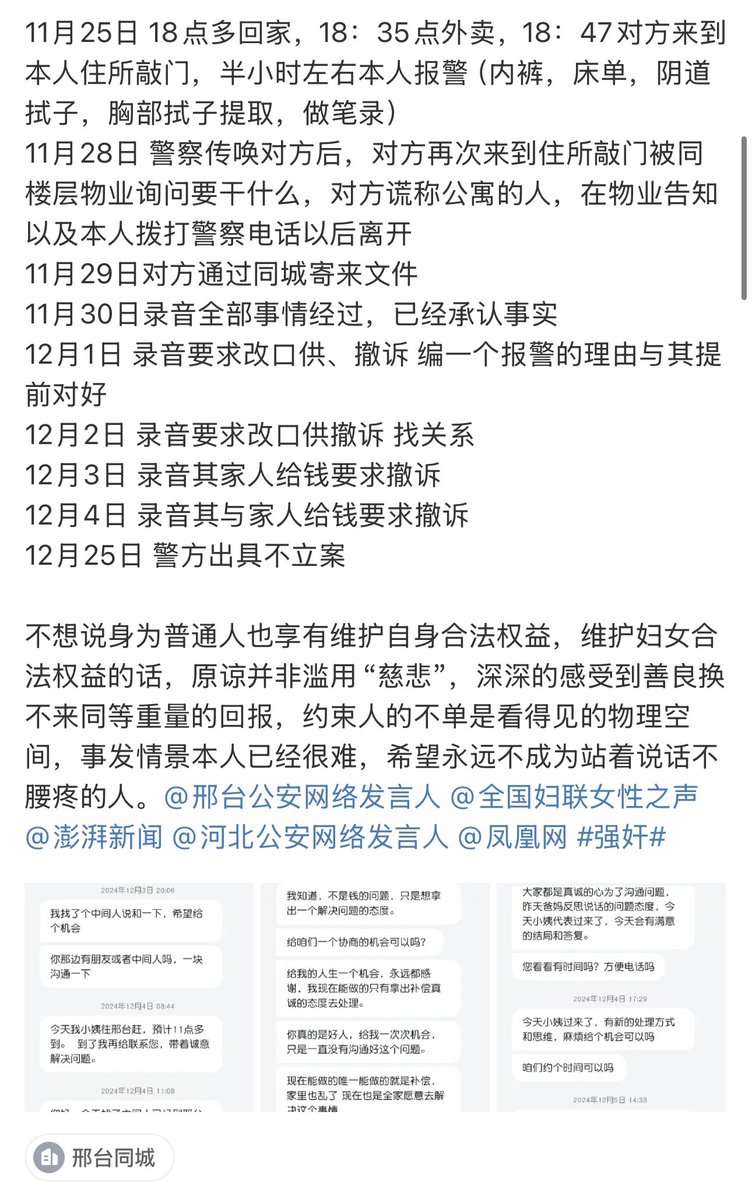 11月25日 18点多回家，18：35点外卖，18：47对方来到
本人住所敲门，半小时左右本人报警（内裤，床单，阴道
拭子，胸部拭子提取，做笔录）
11月28日 警察传唤对方后，对方再次来到住所敲门被同
楼层物业询问要干什么，对方谎称公寓的人，在物业告知
以及本人拨打警察电话以后离开
11月29日对方通过同城寄来文件
11月30日录音全部事情经过，已经承认事实
12月1日 录音要求改口供、撤诉 编一个报警的理由与其提
前对好
12月2日 录音要求改口供撤诉 找关系
12月3日 录音其家人给钱要求撤诉
12月4日 录音其与家人给钱要求撤诉
12月25日 警方出具不立案
不想说身为普通人也享有维护自身合法权益，维护妇女合
法权益的话，原谅并非滥用“慈悲”，深深的感受到善良换
不来同等重量的回报，约束人的不单是看得见的物理空
间，事发情景本人已经很难，希望永远不成为站着说话不
腰疼的人。@邢台公安网络发言人 @全国妇联女性之声
@澎湃新闻 @河北公安网络发言人 @凤凰网 #强奸#
2024年12月3日 20:06
我找了个中间人说和一下，希望给
个机会
你那边有朋友或者中间人吗，一块
沟通一下
2024年12月4日 08:44
今天我小姨往邢台赶，预计11点多
到。 到了我再给联系您，带着诚意
解决问题。
2024年12月4日 11:08
我知道，不是钱的问题，只是想拿
出一个解决问题的态度。
给咱们一个协商的机会可以吗？
给我的人生一个机会，永远都感
谢，我现在能做的只有拿出补偿真
诚的态度去处理。
你真的是好人，给我一次次机会，
只是一直没有沟通好这个问题。
现在能做的唯一能做的就是补偿，
家里也乱了 现在也是全家愿意去解
决这个事情
大家都是真诚的心为了沟通问题，
昨天爸妈反思说话的问题态度，今
天小姨代表过来了，今天会有满意
的结局和答复。
您看看有时间吗？方便电话吗
2024年12月4日 17:29
今天小姨过来了，有新的处理方式
和思维，麻烦给个机会可以吗
咱们约个时间可以吗
2024年12月5日 14:33
邢台同城